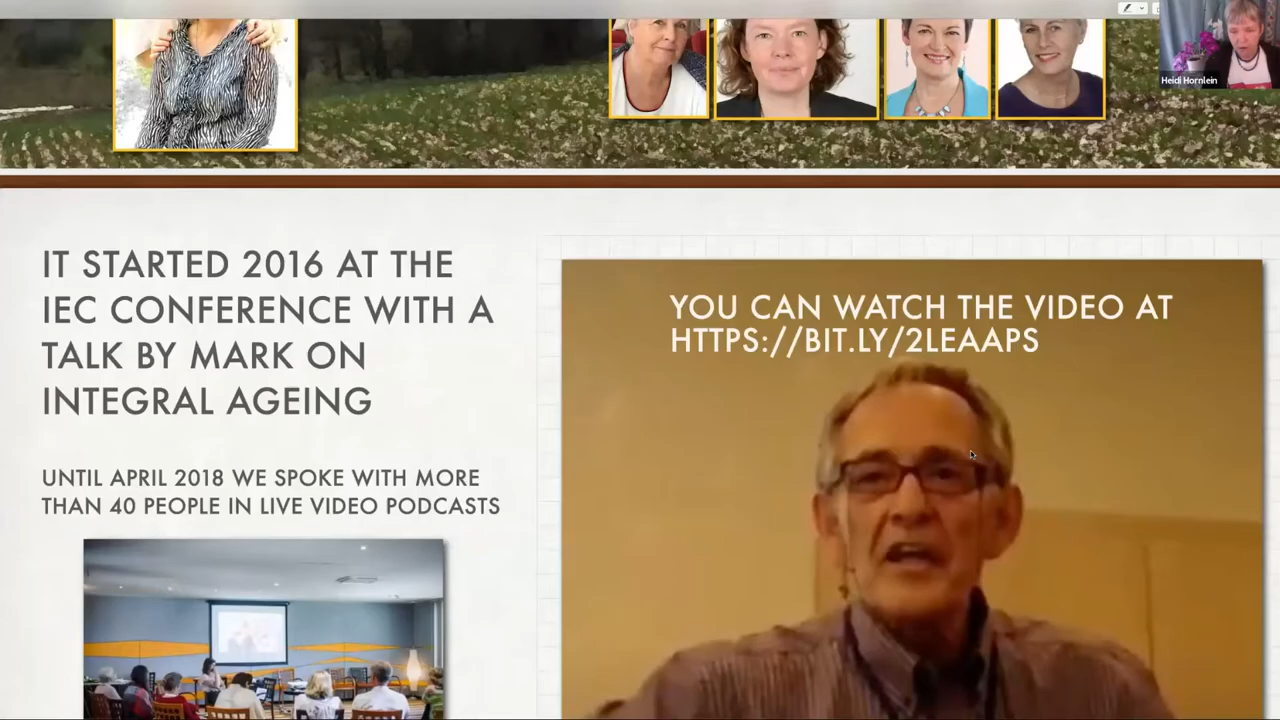 Heidi Hornlein
IT STARTED 2016 AT THE
IEC CONFERENCE WITH A
TALK BY MARK ON
INTEGRAL AGEING
UNTIL APRIL 2018 WE SPOKE WITH MORE
THAN 40 PEOPLE IN LIVE VIDEO PODCASTS
YOU CAN WATCH THE VIDEO AT
HTTPS://BIT.LY/2LEAAPS